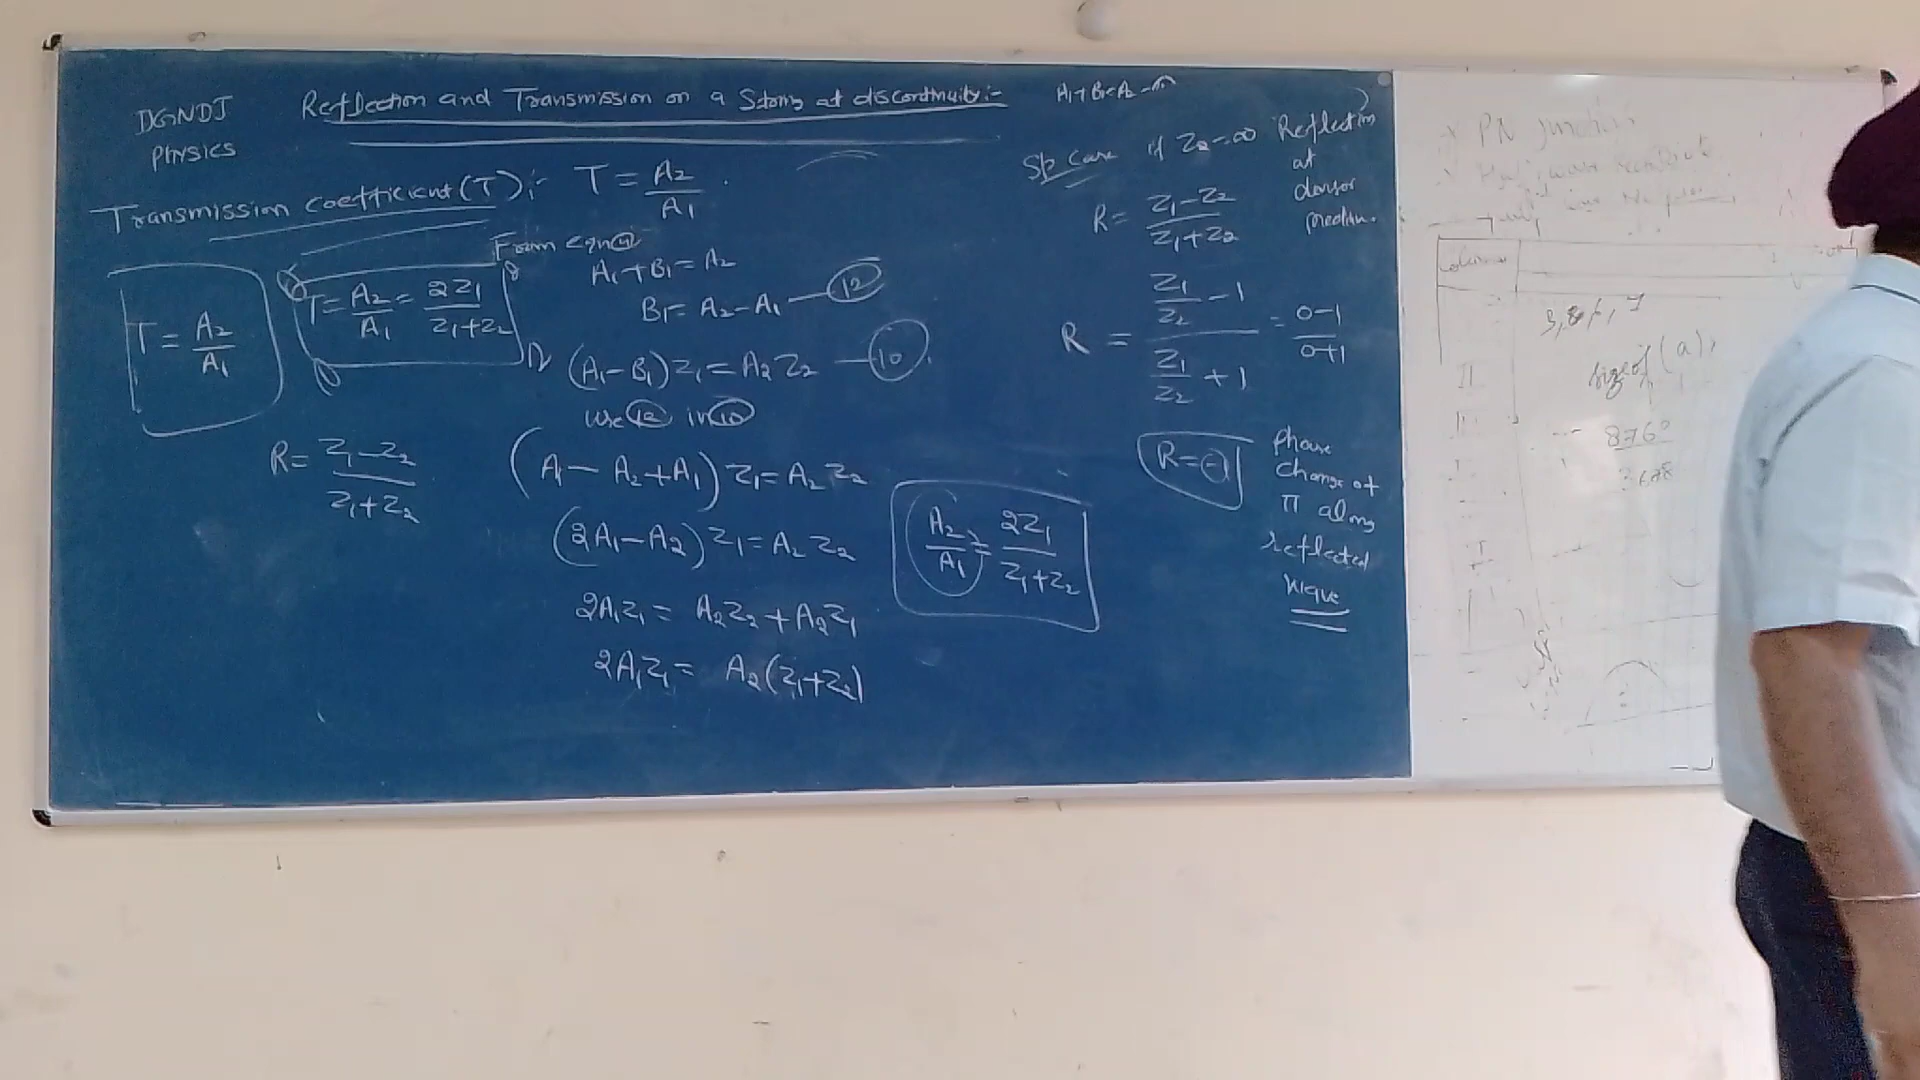 Reflection and Transmission on a String at discontinuity:-
PHYSICS
Transmission coefficient (T):- T = A₂/A₁ .
From eqn
A₁ + B₁ = A₂
B₁ = A₂ - A₁ — (12)
T = A₂/A₁
T = A₂/A₁ = 2Z₁/(Z₁+Z₂)
(A₁ - B₁) Z₁ = A₂ Z₂ — (10)
use (12) in (10)
R = (Z₁ - Z₂)/(Z₁ + Z₂)
(A₁ - A₂ + A₁) Z₁ = A₂ Z₂
(2A₁ - A₂) Z₁ = A₂ Z₂
2A₁Z₁ = A₂Z₂ + A₂Z₁
2A₁Z₁ = A₂(Z₁+Z₂)
A₂/A₁ = 2Z₁/(Z₁+Z₂)
A₁ + B₁ = A₂
Sp Case if Z₂ → ∞ Reflection
at
densor
medium.
R = (Z₁ - Z₂)/(Z₁ + Z₂)
R = (Z₁/Z₂ - 1)/(Z₁/Z₂ + 1) = (0-1)/(0+1)
R = -1
phase
change of
π along
reflected
wave
PN junction
sizeof(a);
8760